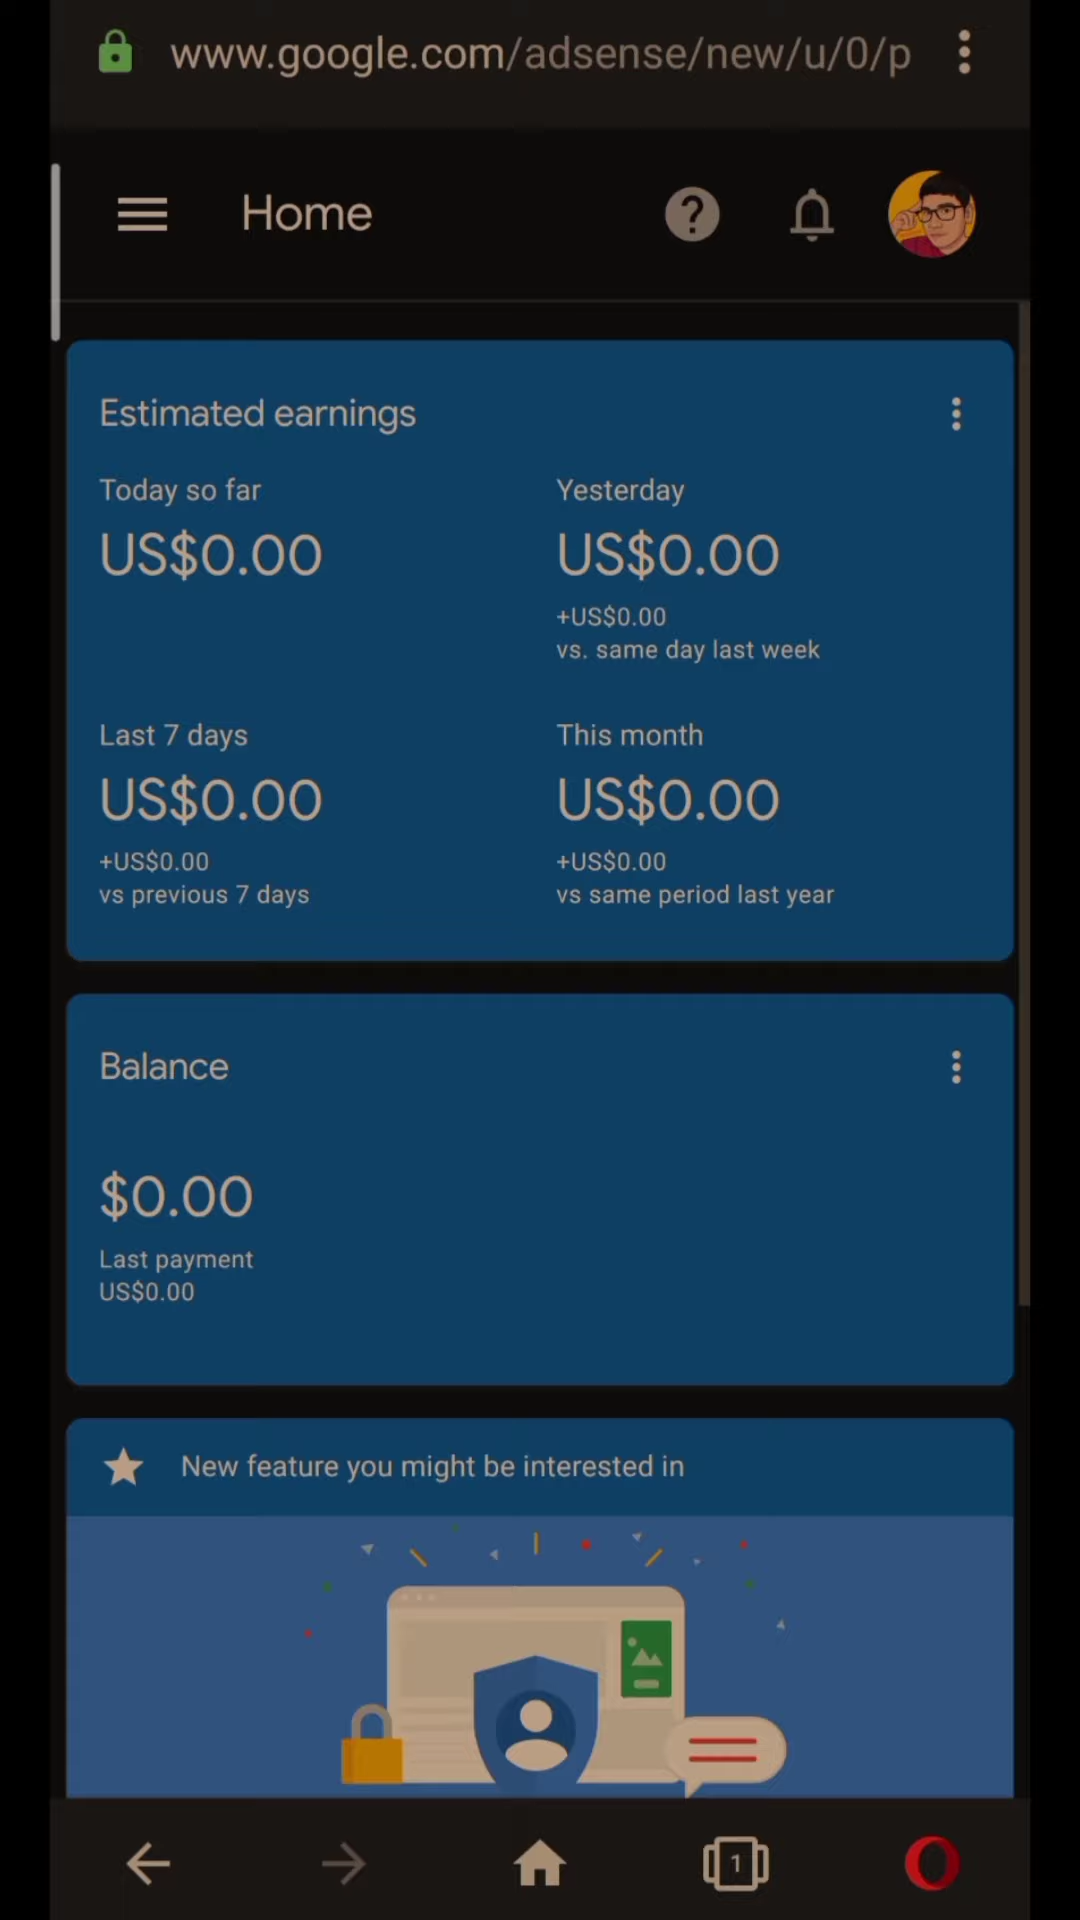 www.google.com/adsense/new/u/0/p
Home
Estimated earnings
Today so far
US$0.00
Yesterday
US$0.00
+US$0.00
vs. same day last week
Last 7 days
US$0.00
+US$0.00
vs previous 7 days
This month
US$0.00
+US$0.00
vs same period last year
Balance
$0.00
Last payment
US$0.00
New feature you might be interested in
1